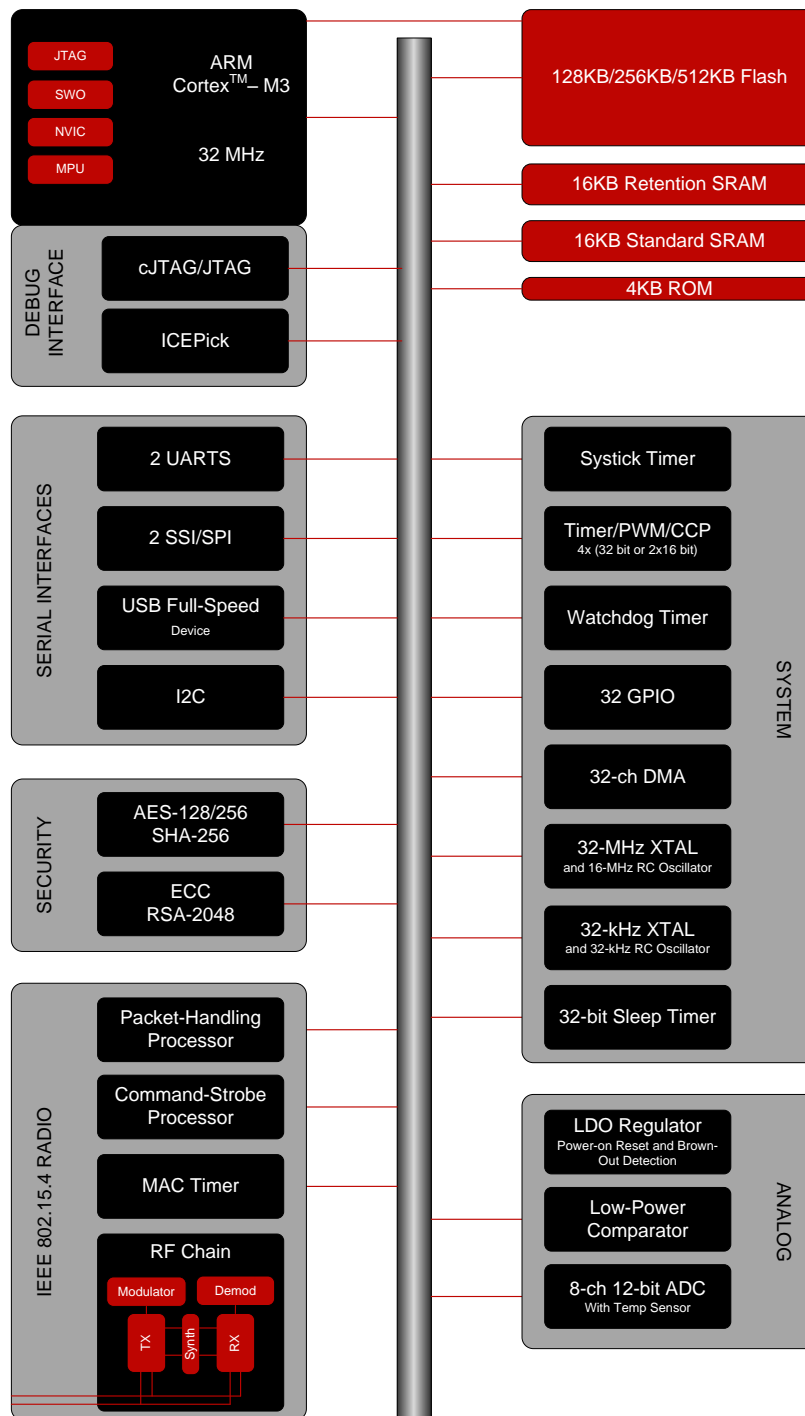 JTAG
SWO
NVIC
MPU
ARM
Cortex™– M3
32 MHz
128KB/256KB/512KB Flash
16KB Retention SRAM
16KB Standard SRAM
4KB ROM
DEBUG
INTERFACE
cJTAG/JTAG
ICEPick
SERIAL INTERFACES
2 UARTS
2 SSI/SPI
USB Full-Speed
Device
I2C
SECURITY
AES-128/256
SHA-256
ECC
RSA-2048
IEEE 802.15.4 RADIO
Packet-Handling
Processor
Command-Strobe
Processor
MAC Timer
RF Chain
Modulator
Demod
TX
Synth
RX
Systick Timer
Timer/PWM/CCP
4x (32 bit or 2x16 bit)
Watchdog Timer
32 GPIO
32-ch DMA
32-MHz XTAL
and 16-MHz RC Oscillator
32-kHz XTAL
and 32-kHz RC Oscillator
32-bit Sleep Timer
SYSTEM
LDO Regulator
Power-on Reset and Brown-
Out Detection
Low-Power
Comparator
8-ch 12-bit ADC
With Temp Sensor
ANALOG